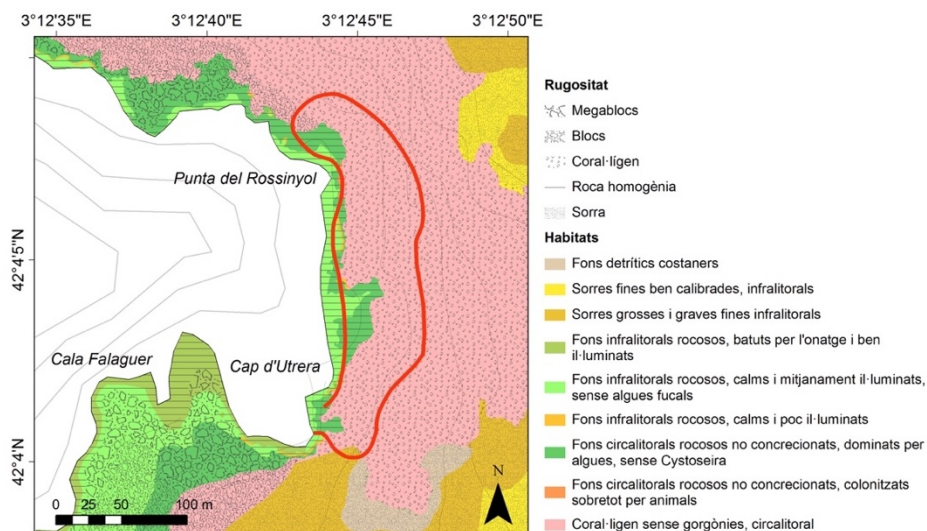 3°12'35"E
3°12'40"E
3°12'45"E
3°12'50"E
42°4'5"N
42°4'N
Punta del Rossinyol
Cala Falaguer
Cap d'Utrera
0 25 50 100 m
N
Rugositat
Megablocs
Blocs
Coral·lígen
Roca homogènia
Sorra
Habitats
Fons detrítics costaners
Sorres fines ben calibrades, infralitorals
Sorres grosses i graves fines infralitorals
Fons infralitorals rocosos, batuts per l'onatge i ben
il·luminats
Fons infralitorals rocosos, calms i mitjanament il·luminats,
sense algues fucals
Fons infralitorals rocosos, calms i poc il·luminats
Fons circalitorals rocosos no concrecionats, dominats per
algues, sense Cystoseira
Fons circalitorals rocosos no concrecionats, colonitzats
sobretot per animals
Coral·lígen sense gorgònies, circalitoral